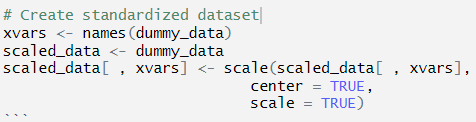 # Create standardized dataset
xvars <- names(dummy_data)
scaled_data <- dummy_data
scaled_data[ , xvars] <- scale(scaled_data[ , xvars],
                               center = TRUE,
                               scale = TRUE)
```